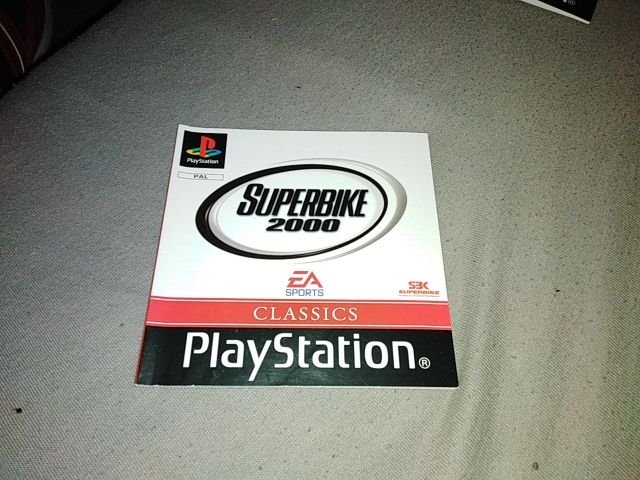 PlayStation
PAL
SUPERBIKE
2000
EA
SPORTS
SBK
SUPERBIKE
CLASSICS
PlayStation®